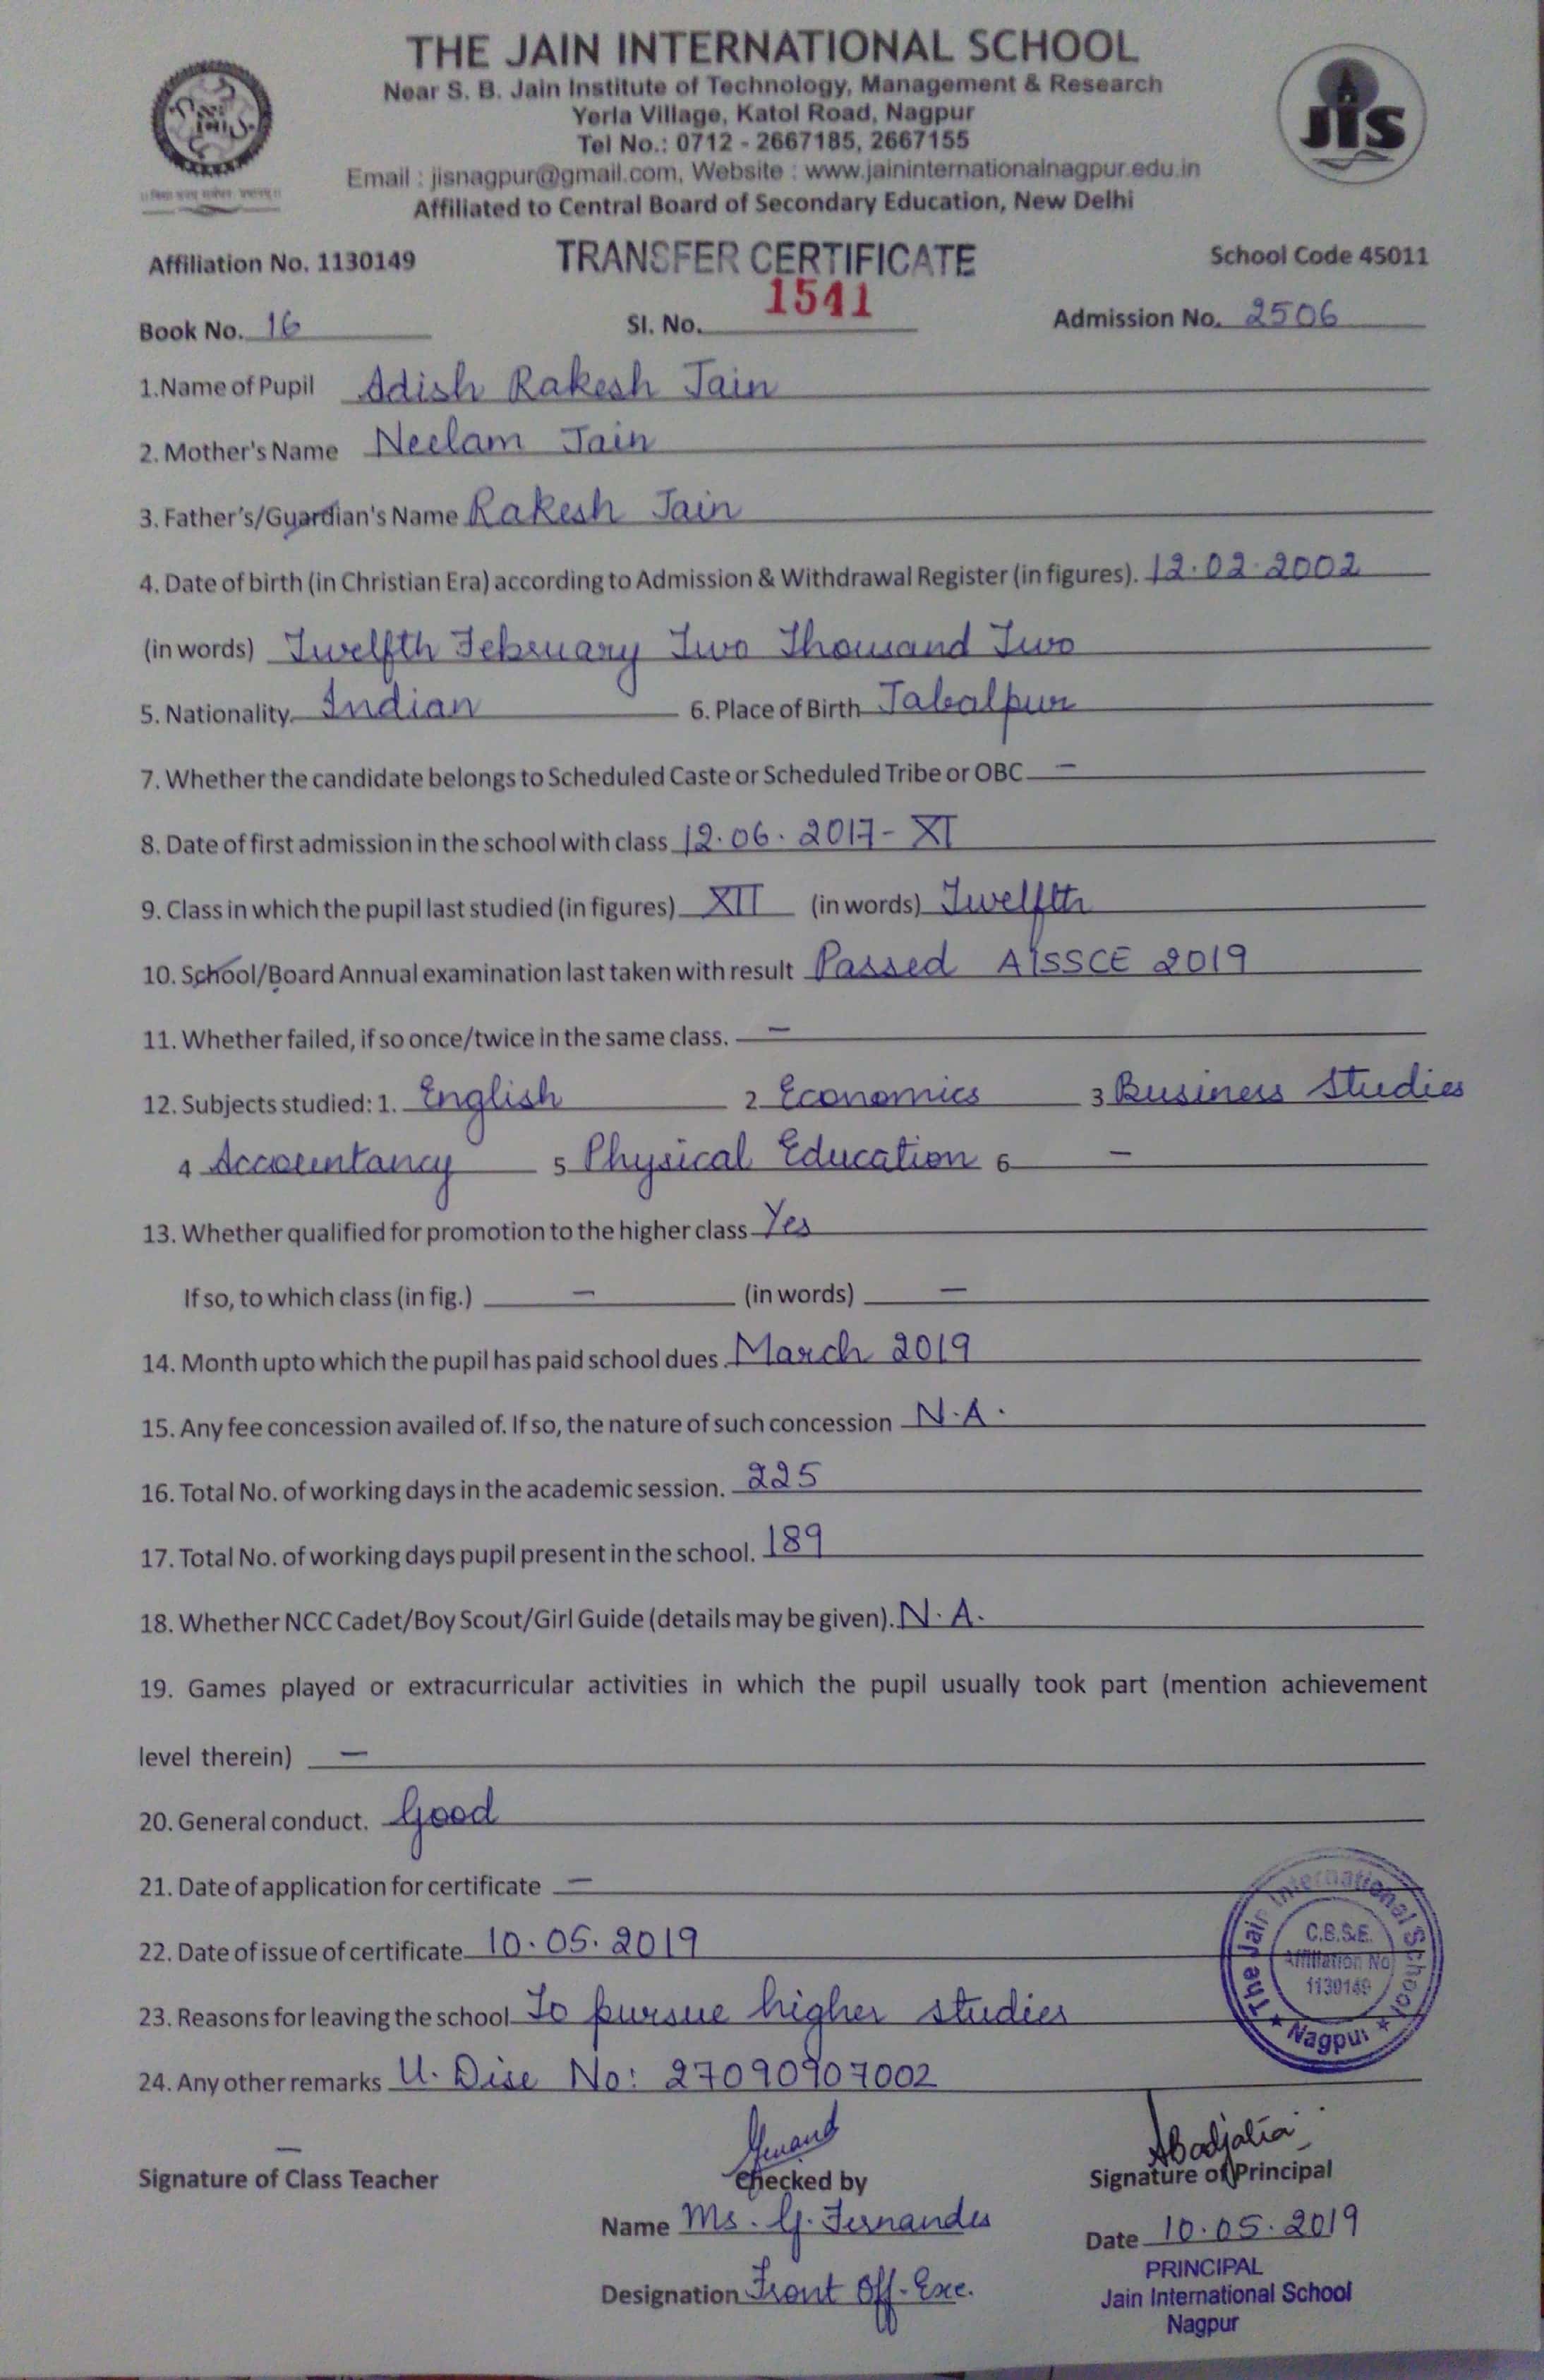 THE JAIN INTERNATIONAL SCHOOL
Near S. B. Jain Institute of Technology, Management & Research
Yerla Village, Katol Road, Nagpur
Tel No.: 0712 - 2667185, 2667155
Email : jisnagpur@gmail.com, Website : www.jaininternationalnagpur.edu.in
Affiliated to Central Board of Secondary Education, New Delhi
JIS
Affiliation No. 1130149 TRANSFER CERTIFICATE School Code 45011
Book No. 16 Sl. No. 1541 Admission No. 2506
1.Name of Pupil Adish Rakesh Jain
2. Mother's Name Neelam Jain
3. Father's/Guardian's Name Rakesh Jain
4. Date of birth (in Christian Era) according to Admission & Withdrawal Register (in figures). 12.02.2002
(in words) Twelfth February Two Thousand Two
5. Nationality Indian 6. Place of Birth Jabalpur
7. Whether the candidate belongs to Scheduled Caste or Scheduled Tribe or OBC –
8. Date of first admission in the school with class 12.06.2017 - XI
9. Class in which the pupil last studied (in figures) XII (in words) Twelfth
10. School/Board Annual examination last taken with result Passed AISSCE 2019
11. Whether failed, if so once/twice in the same class. –
12. Subjects studied: 1. English 2 Economics 3 Business Studies
4 Accountancy 5 Physical Education 6 –
13. Whether qualified for promotion to the higher class Yes
If so, to which class (in fig.) – (in words) –
14. Month upto which the pupil has paid school dues. March 2019
15. Any fee concession availed of. If so, the nature of such concession N.A.
16. Total No. of working days in the academic session. 225
17. Total No. of working days pupil present in the school. 189
18. Whether NCC Cadet/Boy Scout/Girl Guide (details may be given). N.A.
19. Games played or extracurricular activities in which the pupil usually took part (mention achievement
level therein) –
20. General conduct. Good
21. Date of application for certificate –
22. Date of issue of certificate 10.05.2019
23. Reasons for leaving the school To pursue higher studies
24. Any other remarks U. Dise No: 27090907002
The Jain International School
C.B.S.E.
Affiliation No
1130149
Nagpur
–
Signature of Class Teacher Checked by Signature of Principal
Name Ms. G. Fernandes Date 10.05.2019
Designation Front Off-Exe.
PRINCIPAL
Jain International School
Nagpur